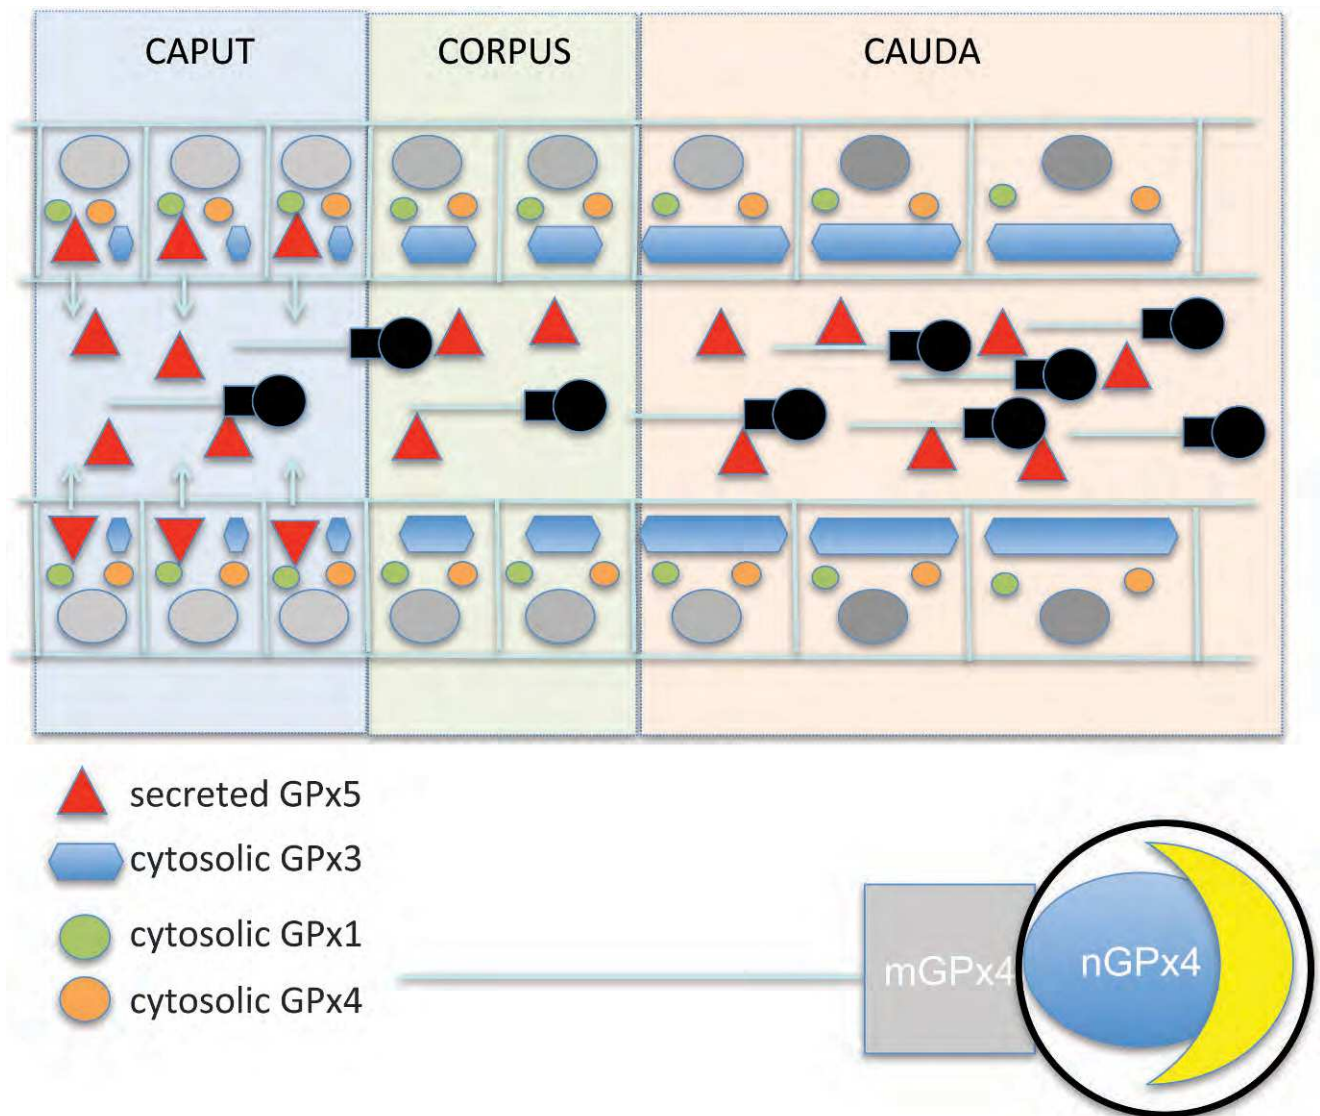 CAPUT
CORPUS
CAUDA
secreted GPx5
cytosolic GPx3
cytosolic GPx1
cytosolic GPx4
mGPx4
nGPx4